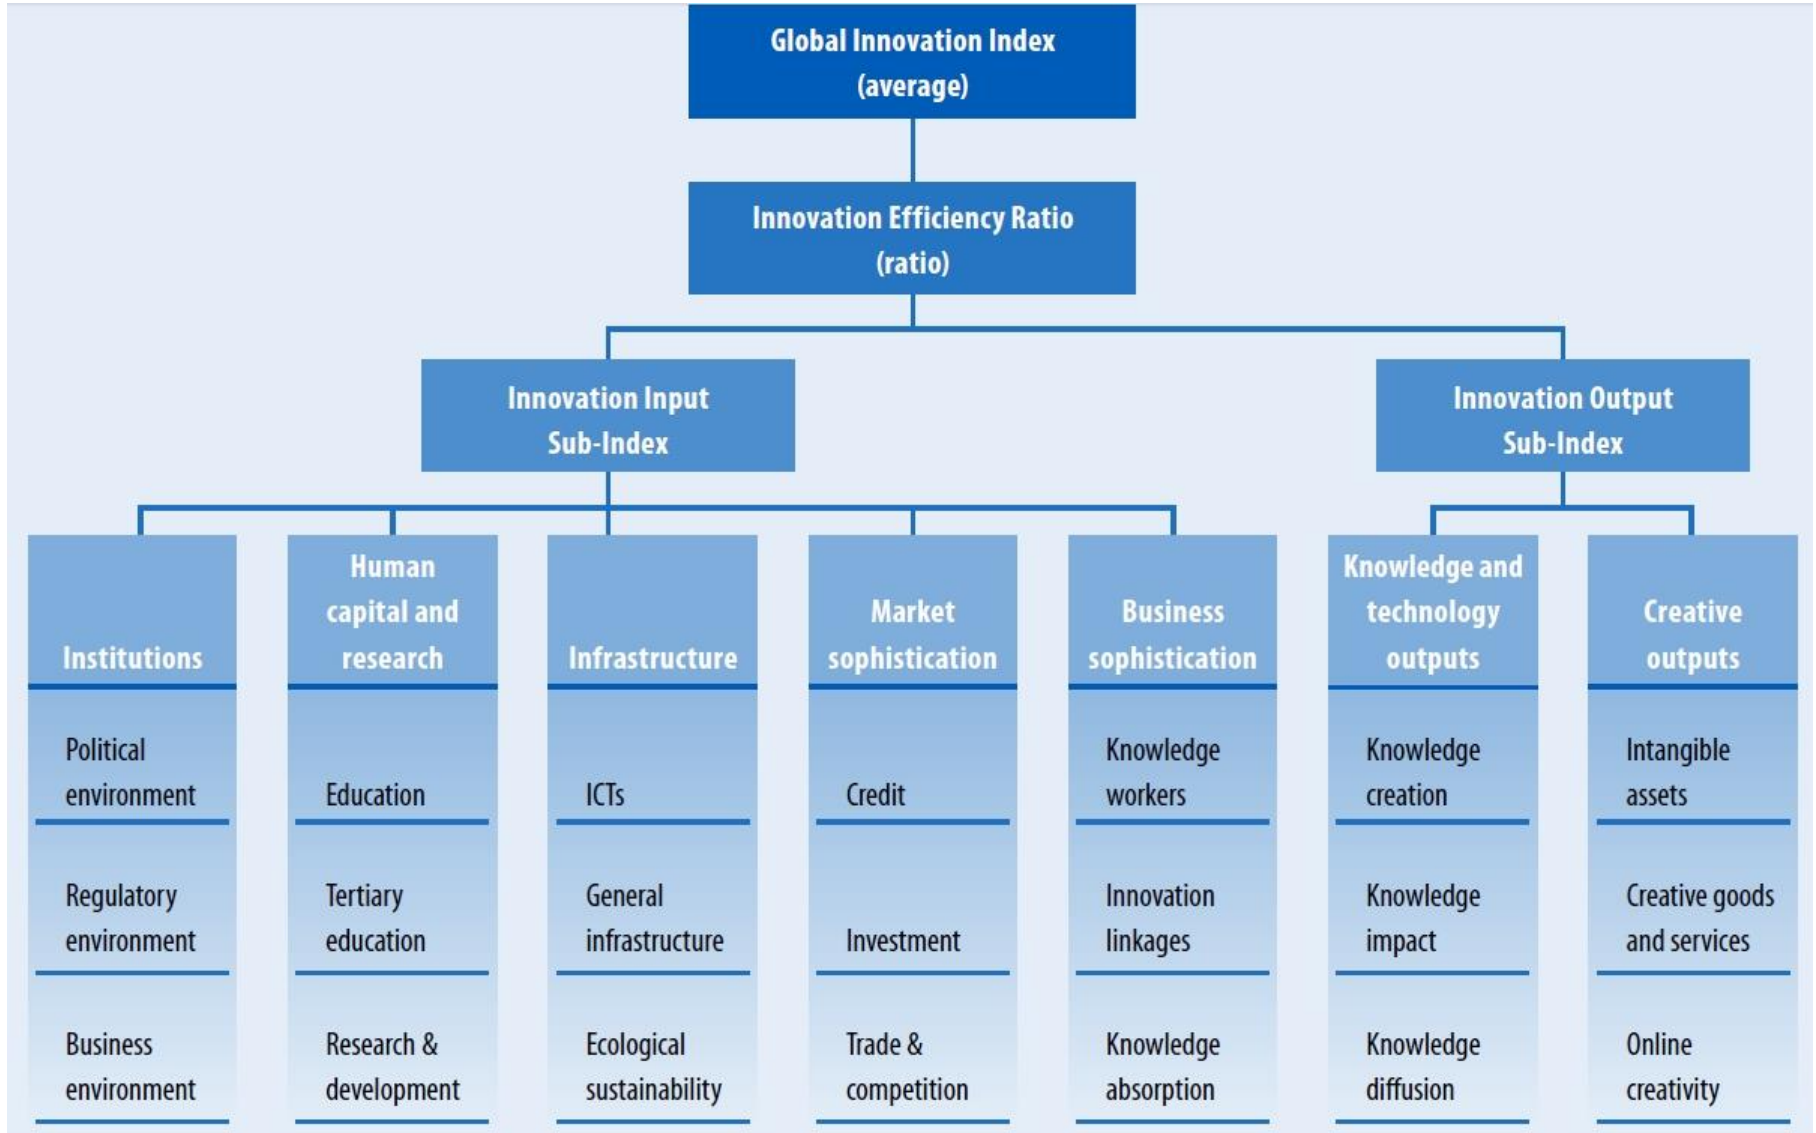 Global Innovation Index
(average)
Innovation Efficiency Ratio
(ratio)
Innovation Input
Sub-Index
Innovation Output
Sub-Index
Institutions
Human
capital and
research
Infrastructure
Market
sophistication
Business
sophistication
Knowledge and
technology
outputs
Creative
outputs
Political
environment
Education
ICTs
Credit
Knowledge
workers
Knowledge
creation
Intangible
assets
Regulatory
environment
Tertiary
education
General
infrastructure
Investment
Innovation
linkages
Knowledge
impact
Creative goods
and services
Business
environment
Research &
development
Ecological
sustainability
Trade &
competition
Knowledge
absorption
Knowledge
diffusion
Online
creativity